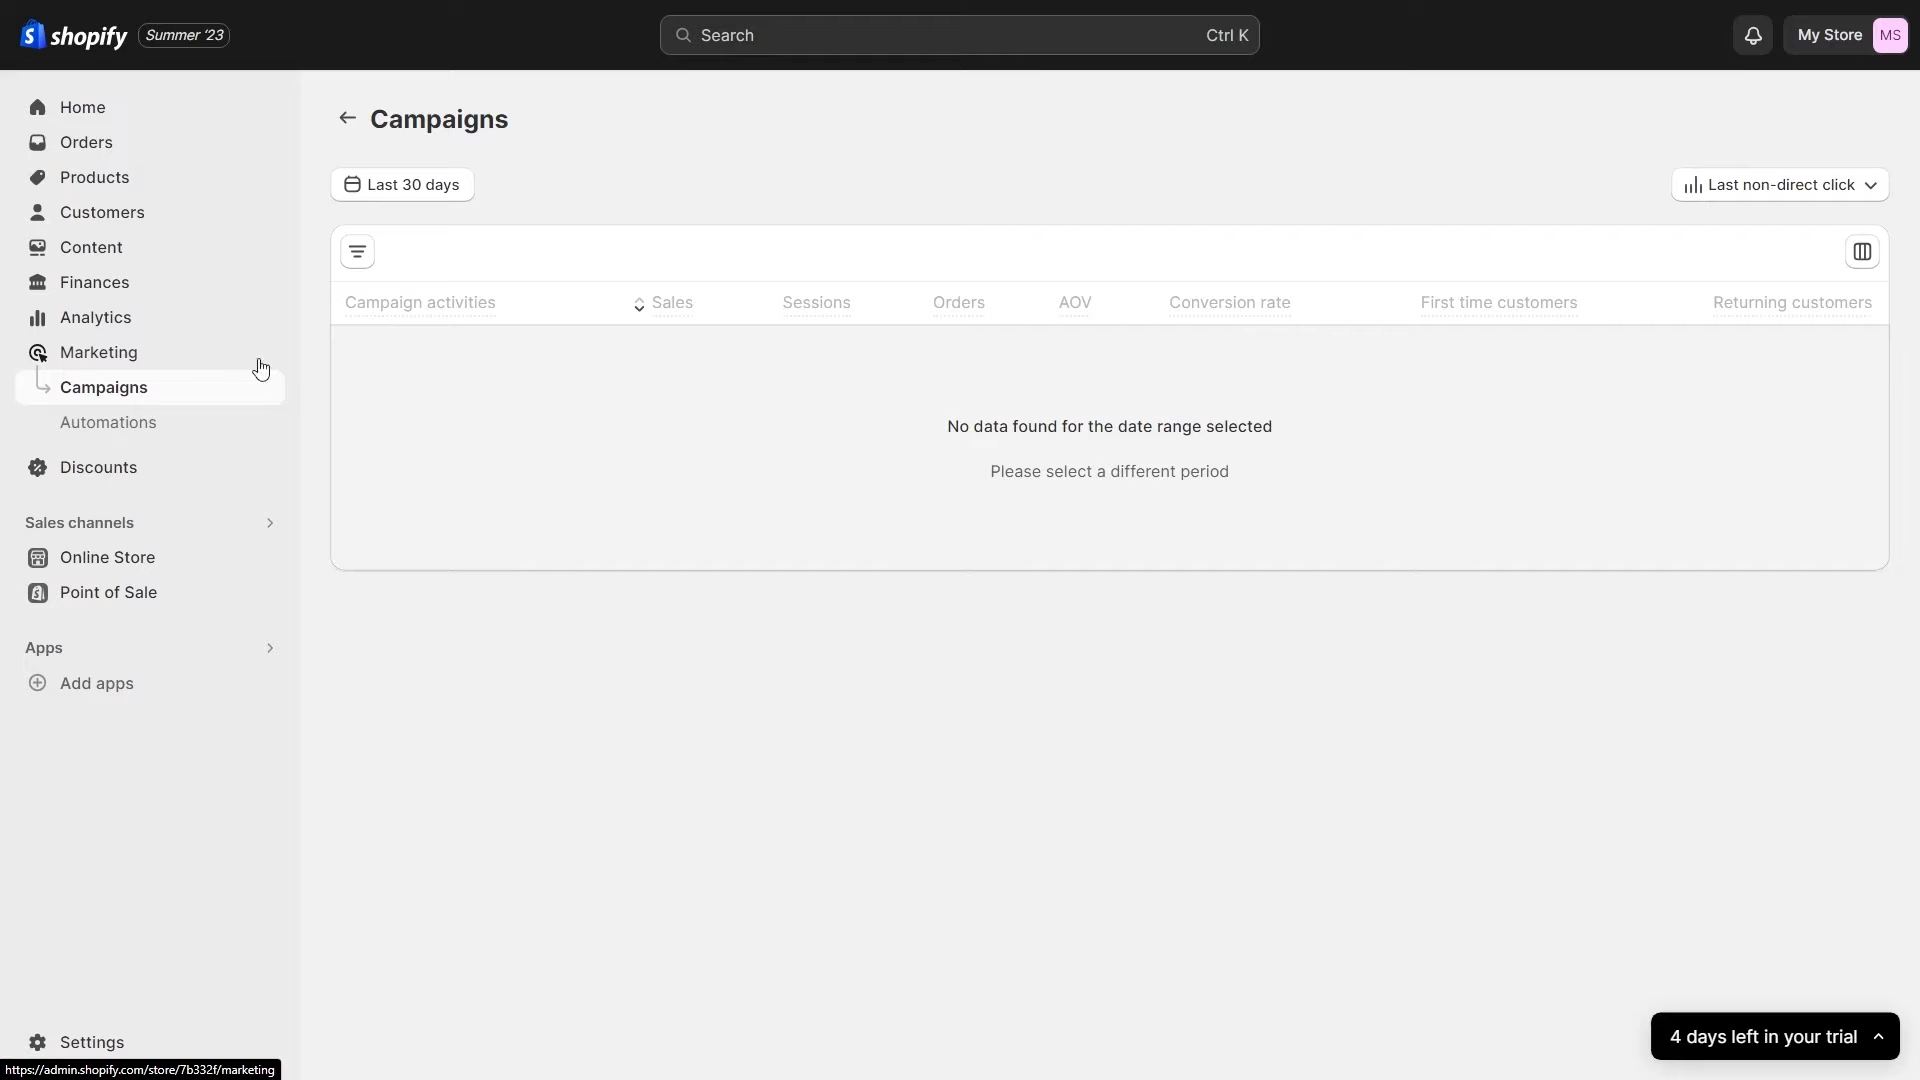 shopify Summer '23
Search Ctrl K
My Store MS
Home
Orders
Products
Customers
Content
Finances
Analytics
Marketing
Campaigns
Automations
Discounts
Sales channels
Online Store
Point of Sale
Apps
Add apps
Settings
https://admin.shopify.com/store/7b332f/marketing
Campaigns
Last 30 days
Last non-direct click
Campaign activities Sales Sessions Orders AOV Conversion rate First time customers Returning customers
No data found for the date range selected
Please select a different period
4 days left in your trial